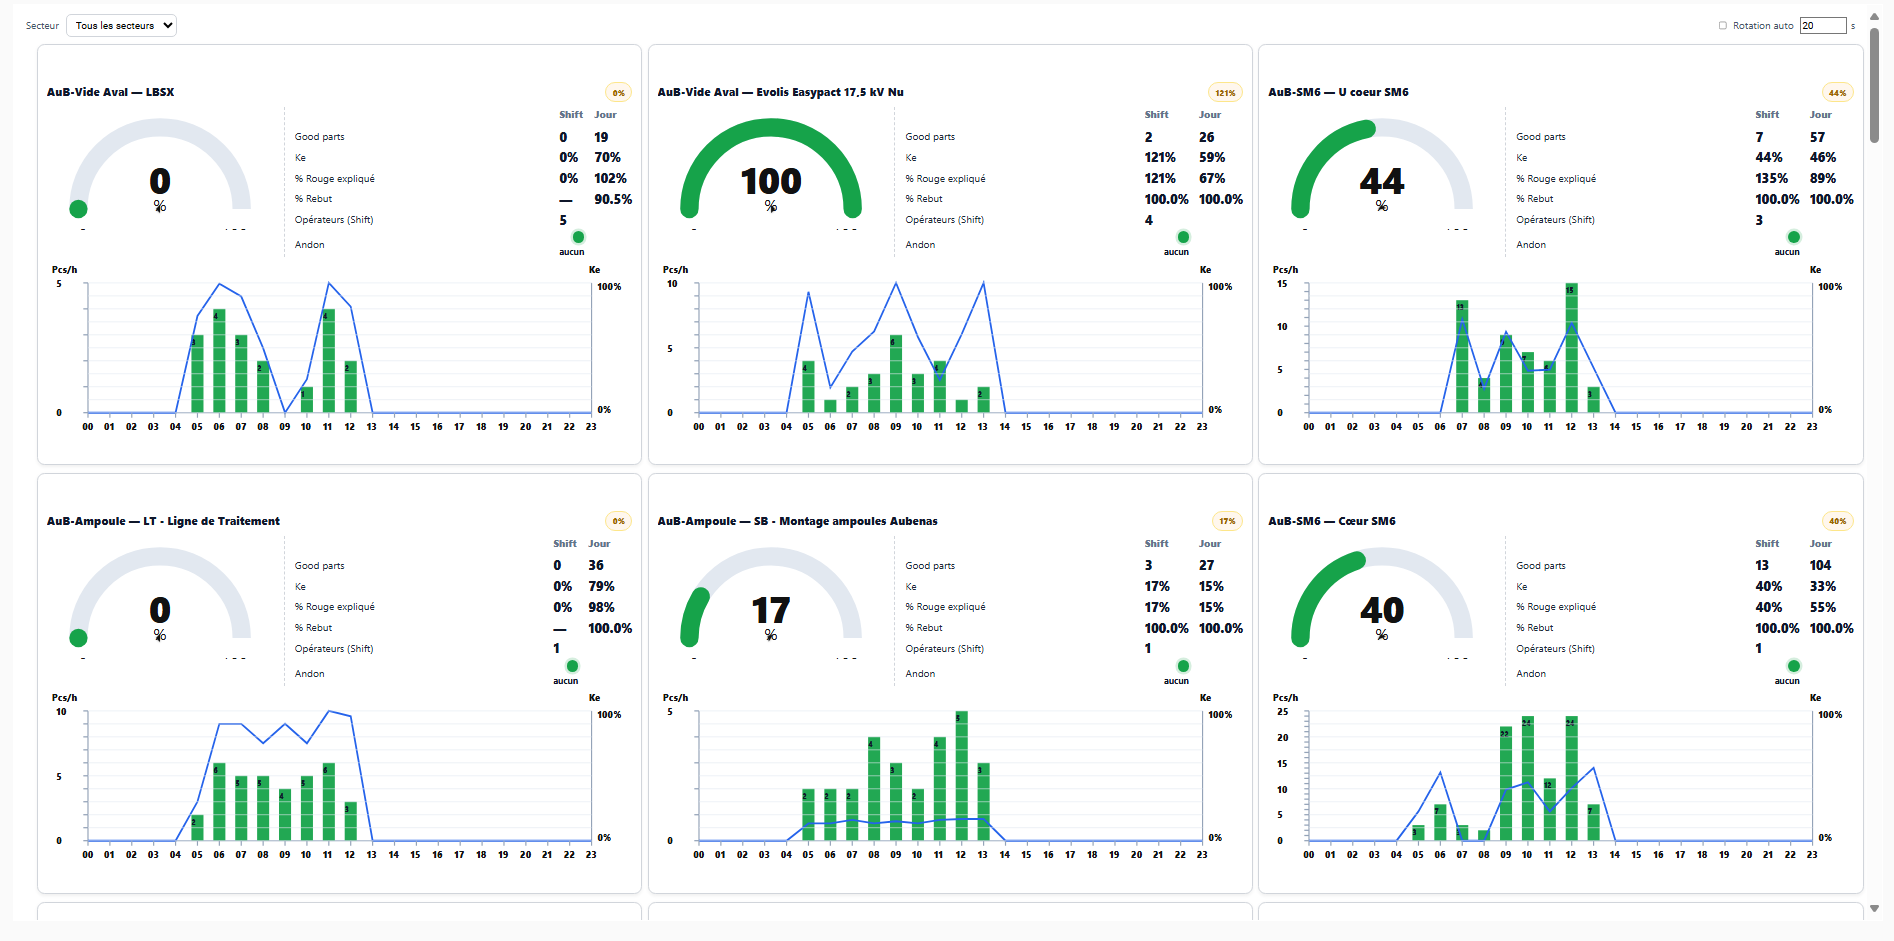 Secteur Tous les secteurs Rotation auto 20 s
AuB-Vide Aval — LBSX 0%
Shift Jour
Good parts 0 19
Ke 0% 70%
% Rouge expliqué 0% 102%
% Rebut — 90.5%
Opérateurs (Shift) 5
Andon aucun
0
%
Pcs/h Ke
5 100%
4 4
3 3
2 2
1
0 0%
00 01 02 03 04 05 06 07 08 09 10 11 12 13 14 15 16 17 18 19 20 21 22 23
AuB-Vide Aval — Evolis Easypact 17,5 kV Nu 121%
Shift Jour
Good parts 2 26
Ke 121% 59%
% Rouge expliqué 121% 67%
% Rebut 100.0% 100.0%
Opérateurs (Shift) 4
Andon aucun
100
%
Pcs/h Ke
10 100%
5
4 2 3 6 3 4 2
0 0%
00 01 02 03 04 05 06 07 08 09 10 11 12 13 14 15 16 17 18 19 20 21 22 23
AuB-SM6 — U coeur SM6 44%
Shift Jour
Good parts 7 57
Ke 44% 46%
% Rouge expliqué 135% 89%
% Rebut 100.0% 100.0%
Opérateurs (Shift) 3
Andon aucun
44
%
Pcs/h Ke
15 100%
10
5
13 4 9 7 15 3
0 0%
00 01 02 03 04 05 06 07 08 09 10 11 12 13 14 15 16 17 18 19 20 21 22 23
AuB-Ampoule — LT - Ligne de Traitement 0%
Shift Jour
Good parts 0 36
Ke 0% 79%
% Rouge expliqué 0% 98%
% Rebut — 100.0%
Opérateurs (Shift) 1
Andon aucun
0
%
Pcs/h Ke
10 100%
5
2 6 5 5 4 5 6 3
0 0%
00 01 02 03 04 05 06 07 08 09 10 11 12 13 14 15 16 17 18 19 20 21 22 23
AuB-Ampoule — SB - Montage ampoules Aubenas 17%
Shift Jour
Good parts 3 27
Ke 17% 15%
% Rouge expliqué 17% 15%
% Rebut 100.0% 100.0%
Opérateurs (Shift) 1
Andon aucun
17
%
Pcs/h Ke
5 100%
2 2 2 4 3 2 4 5 3
0 0%
00 01 02 03 04 05 06 07 08 09 10 11 12 13 14 15 16 17 18 19 20 21 22 23
AuB-SM6 — Cœur SM6 40%
Shift Jour
Good parts 13 104
Ke 40% 33%
% Rouge expliqué 40% 55%
% Rebut 100.0% 100.0%
Opérateurs (Shift) 1
Andon aucun
40
%
Pcs/h Ke
25 100%
20
15
10
5
3 7 3 22 24 12 24 7
0 0%
00 01 02 03 04 05 06 07 08 09 10 11 12 13 14 15 16 17 18 19 20 21 22 23